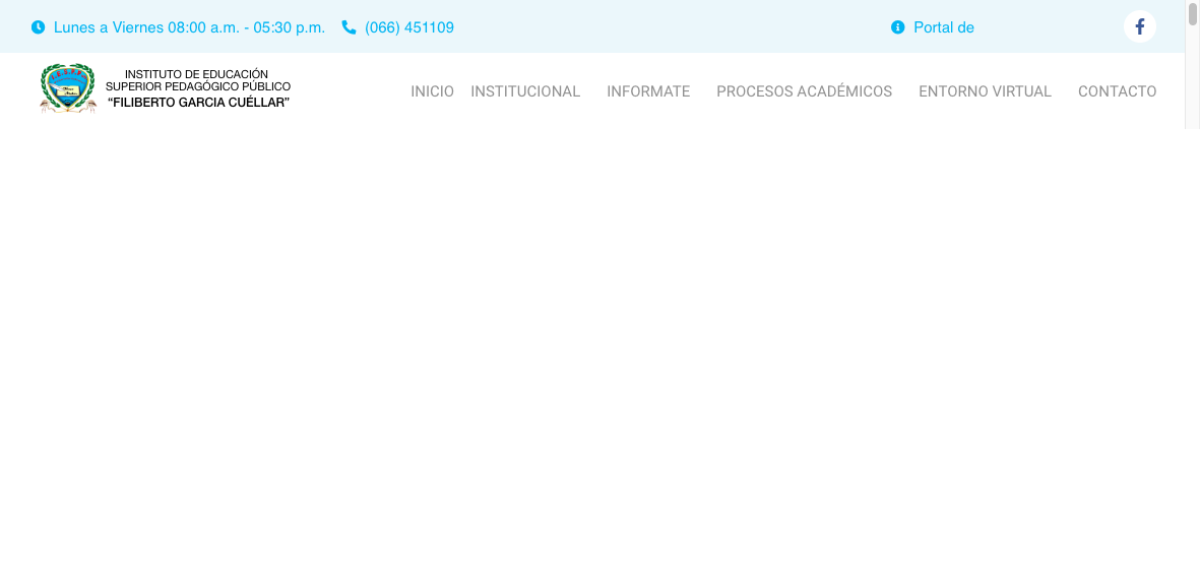 Lunes a Viernes 08:00 a.m. - 05:30 p.m. (066) 451109 Portal de
INSTITUTO DE EDUCACIÓN
SUPERIOR PEDAGÓGICO PÚBLICO
“FILIBERTO GARCIA CUÉLLAR”
INICIO INSTITUCIONAL INFORMATE PROCESOS ACADÉMICOS ENTORNO VIRTUAL CONTACTO